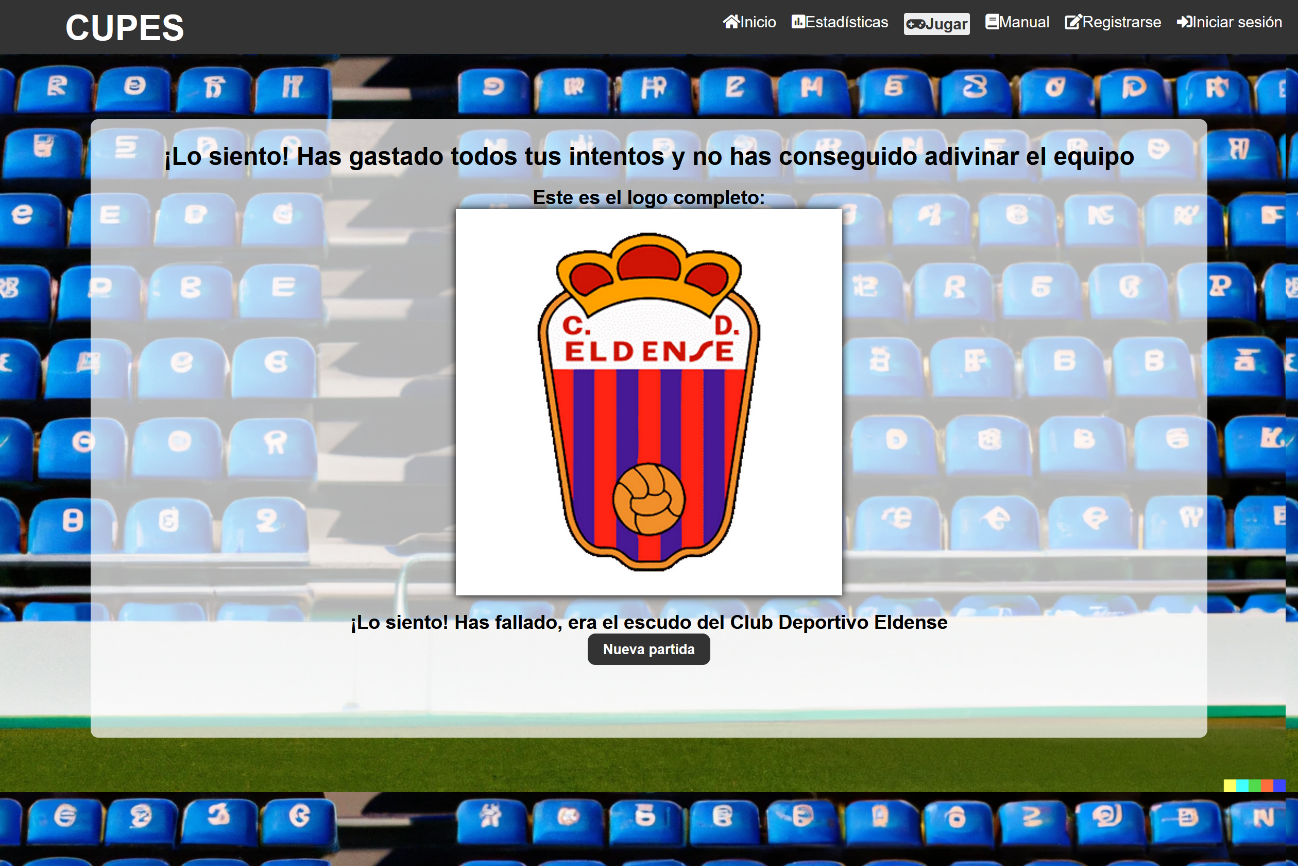 CUPES
Inicio
Estadísticas
Jugar
Manual
Registrarse
Iniciar sesión
¡Lo siento! Has gastado todos tus intentos y no has conseguido adivinar el equipo
Este es el logo completo:
C. D.
ELDENSE
¡Lo siento! Has fallado, era el escudo del Club Deportivo Eldense
Nueva partida